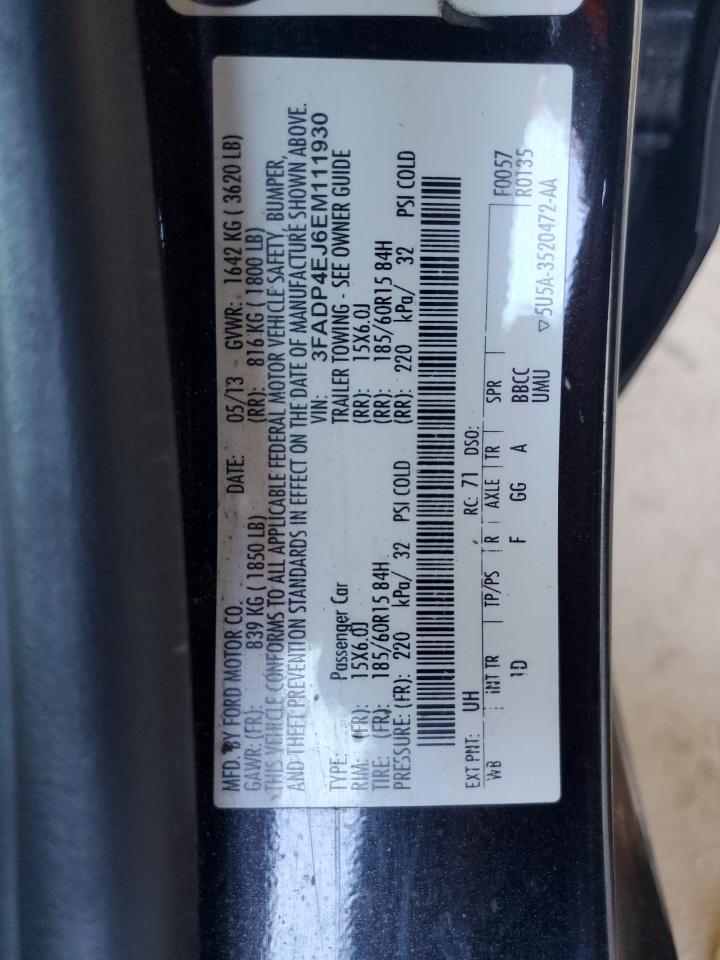 MFD. BY FORD MOTOR CO.
DATE: 05/13 GVWR: 1642 KG ( 3620 LB)
GAWR: (FR): 839 KG ( 1850 LB) (RR): 816 KG ( 1800 LB)
THIS VEHICLE CONFORMS TO ALL APPLICABLE FEDERAL MOTOR VEHICLE SAFETY, BUMPER,
AND THEFT PREVENTION STANDARDS IN EFFECT ON THE DATE OF MANUFACTURE SHOWN ABOVE.
VIN: 3FADP4EJ6EM111930
TYPE: Passenger Car TRAILER TOWING - SEE OWNER GUIDE
RIM: (FR): 15X6.0J (RR): 15X6.0J
TIRE: (FR): 185/60R15 84H (RR): 185/60R15 84H
PRESSURE: (FR): 220 kPa/ 32 PSI COLD (RR): 220 kPa/ 32 PSI COLD
EXT PNT: UH RC: 71 DSO: F0057
WB INT TR TP/PS R AXLE TR SPR R0135
1D F GG A BBCC
UMU ▽5U5A-3520472-AA